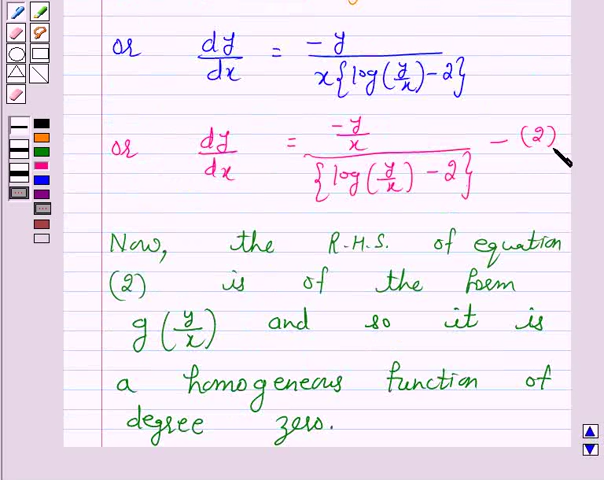 or dy/dx = -y / x{log(y/x)-2}
or dy/dx = -y/x / {log(y/x) - 2} - (2)
Now, the R.H.S. of equation
(2) is of the form
g(y/x) and so it is
a homogeneous function of
degree zero.